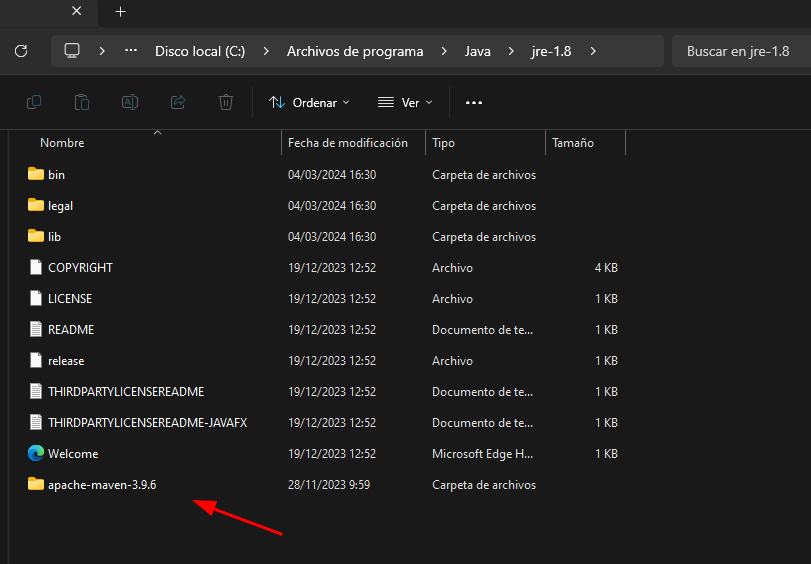 Disco local (C:) > Archivos de programa > Java > jre-1.8 >
Buscar en jre-1.8
Ordenar
Ver
Nombre Fecha de modificación Tipo Tamaño
bin 04/03/2024 16:30 Carpeta de archivos
legal 04/03/2024 16:30 Carpeta de archivos
lib 04/03/2024 16:30 Carpeta de archivos
COPYRIGHT 19/12/2023 12:52 Archivo 4 KB
LICENSE 19/12/2023 12:52 Archivo 1 KB
README 19/12/2023 12:52 Documento de te... 1 KB
release 19/12/2023 12:52 Archivo 1 KB
THIRDPARTYLICENSEREADME 19/12/2023 12:52 Documento de te... 1 KB
THIRDPARTYLICENSEREADME-JAVAFX 19/12/2023 12:52 Documento de te... 1 KB
Welcome 19/12/2023 12:52 Microsoft Edge H... 1 KB
apache-maven-3.9.6 28/11/2023 9:59 Carpeta de archivos